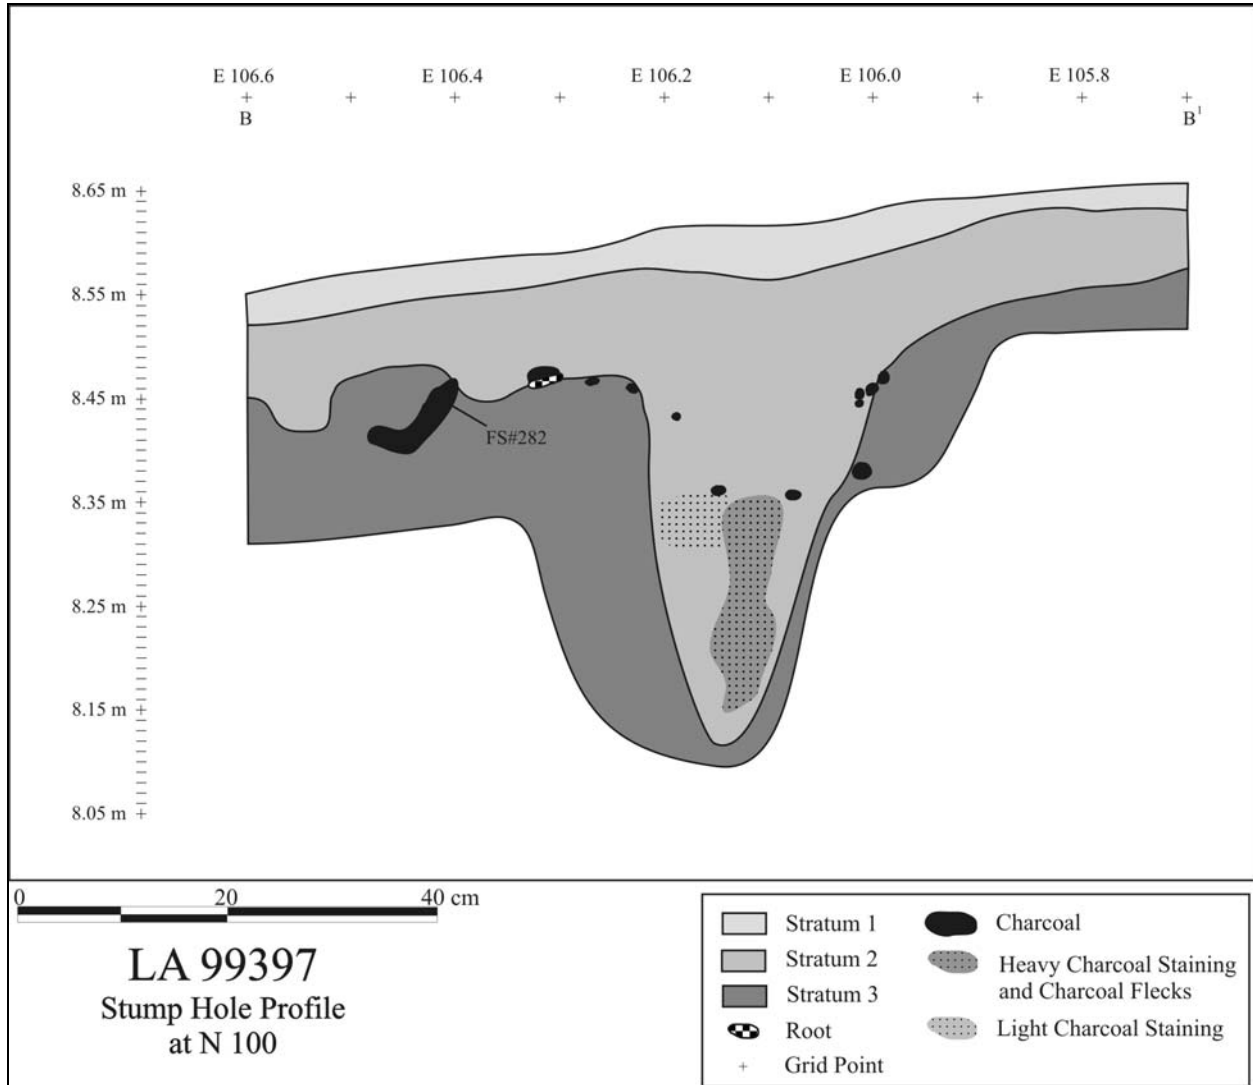 E 106.6 E 106.4 E 106.2 E 106.0 E 105.8
B B¹
8.65 m
8.55 m
8.45 m
FS#282
8.35 m
8.25 m
8.15 m
8.05 m
0 20 40 cm
LA 99397
Stump Hole Profile
at N 100
Stratum 1
Stratum 2
Stratum 3
Root
Grid Point
Charcoal
Heavy Charcoal Staining
and Charcoal Flecks
Light Charcoal Staining